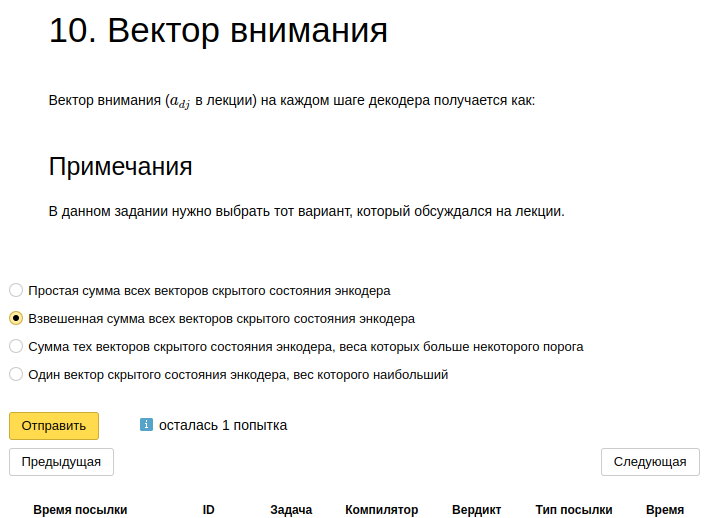 10. Вектор внимания
Вектор внимания (a_{dj} в лекции) на каждом шаге декодера получается как:
Примечания
В данном задании нужно выбрать тот вариант, который обсуждался на лекции.
Простая сумма всех векторов скрытого состояния энкодера
Взвешенная сумма всех векторов скрытого состояния энкодера
Сумма тех векторов скрытого состояния энкодера, веса которых больше некоторого порога
Один вектор скрытого состояния энкодера, вес которого наибольший
Отправить i осталась 1 попытка
Предыдущая Следующая
Время посылки ID Задача Компилятор Вердикт Тип посылки Время